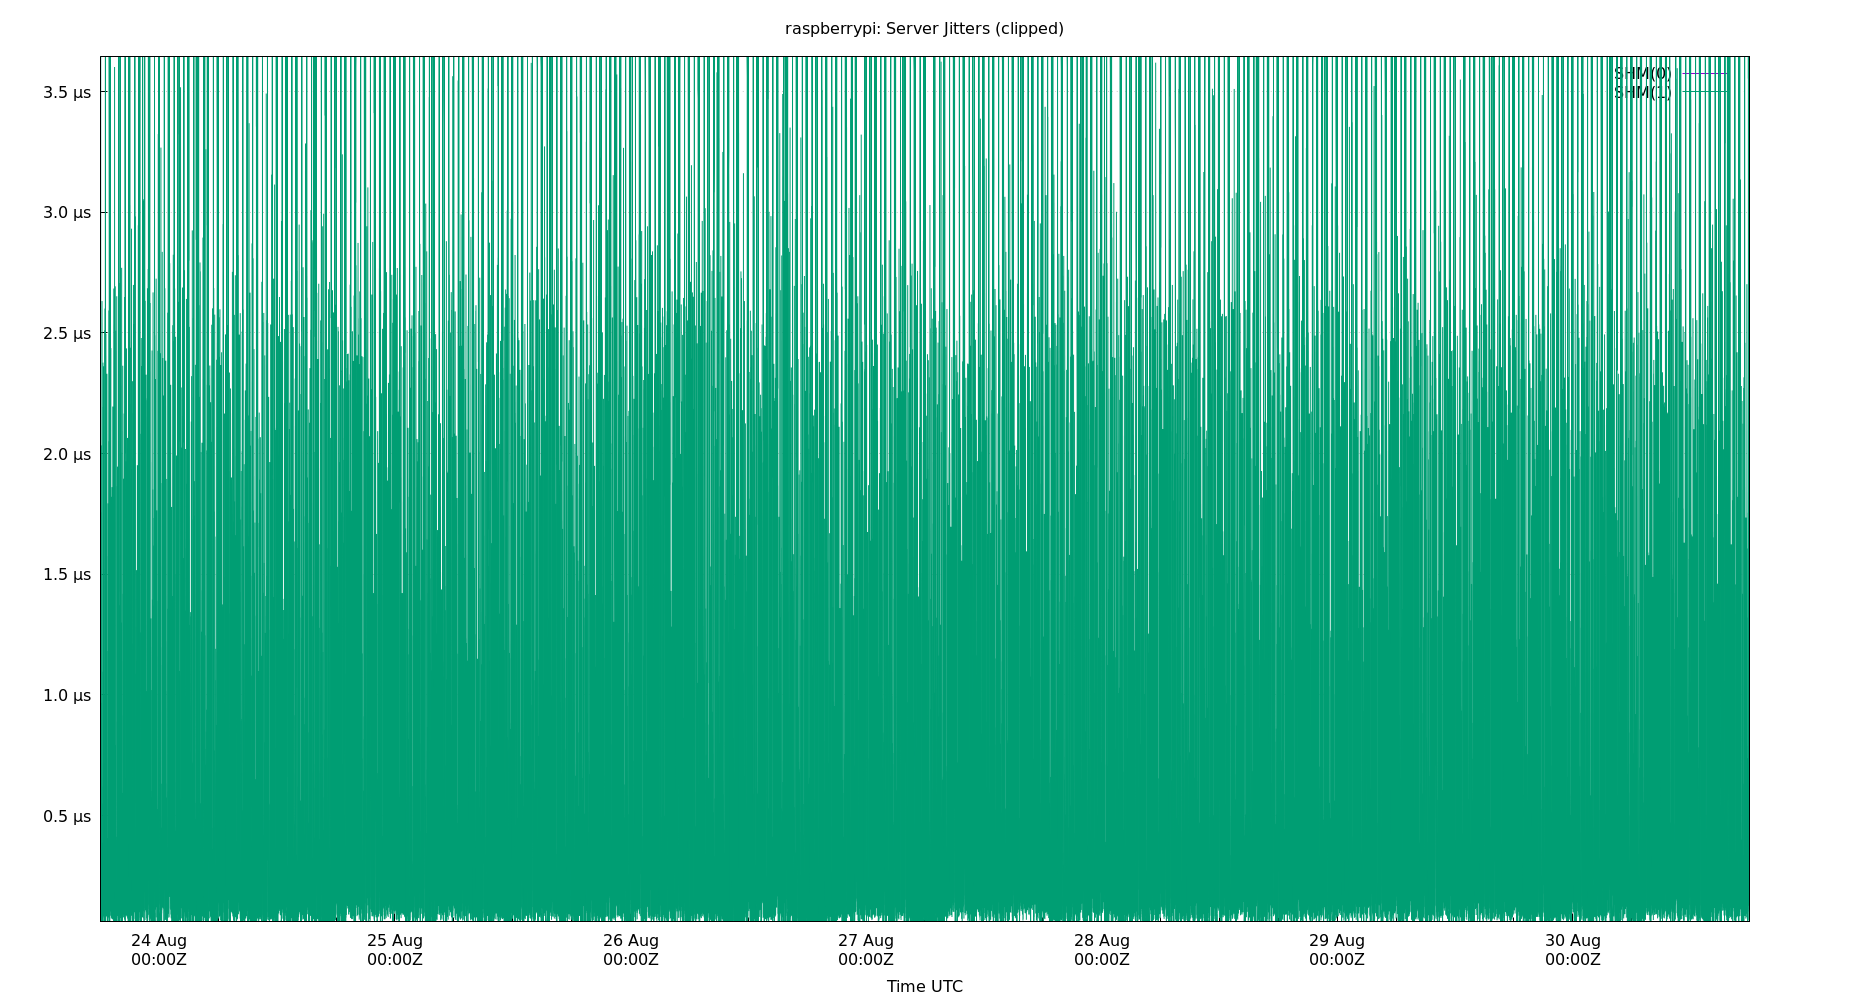 raspberrypi: Server Jitters (clipped)
SHM(0)
SHM(1)
3.5 µs
3.0 µs
2.5 µs
2.0 µs
1.5 µs
1.0 µs
0.5 µs
24 Aug 25 Aug 26 Aug 27 Aug 28 Aug 29 Aug 30 Aug
00:00Z 00:00Z 00:00Z 00:00Z 00:00Z 00:00Z 00:00Z
Time UTC